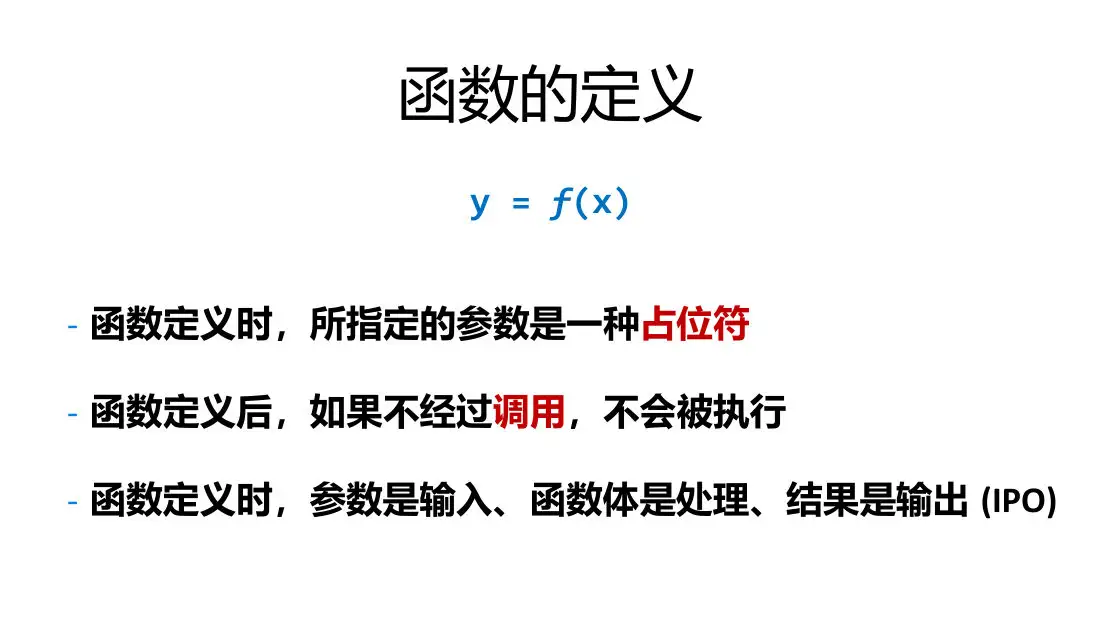 函数的定义
y = f(x)
- 函数定义时，所指定的参数是一种占位符
- 函数定义后，如果不经过调用，不会被执行
- 函数定义时，参数是输入、函数体是处理、结果是输出 (IPO)